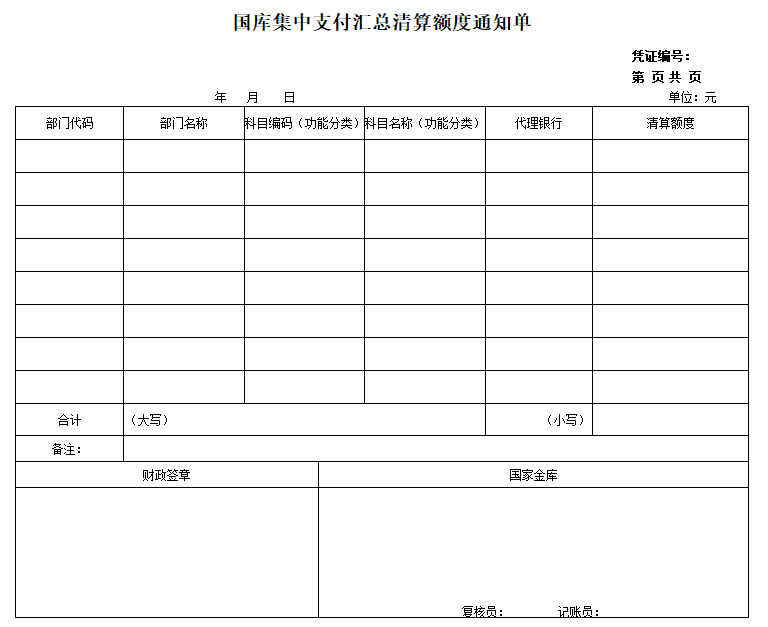 国库集中支付汇总清算额度通知单
凭证编号：
第 页共 页
年 月 日 单位：元
部门代码 部门名称 科目编码（功能分类） 科目名称（功能分类） 代理银行 清算额度
合计 （大写） （小写）
备注：
财政签章 国家金库
复核员： 记账员：